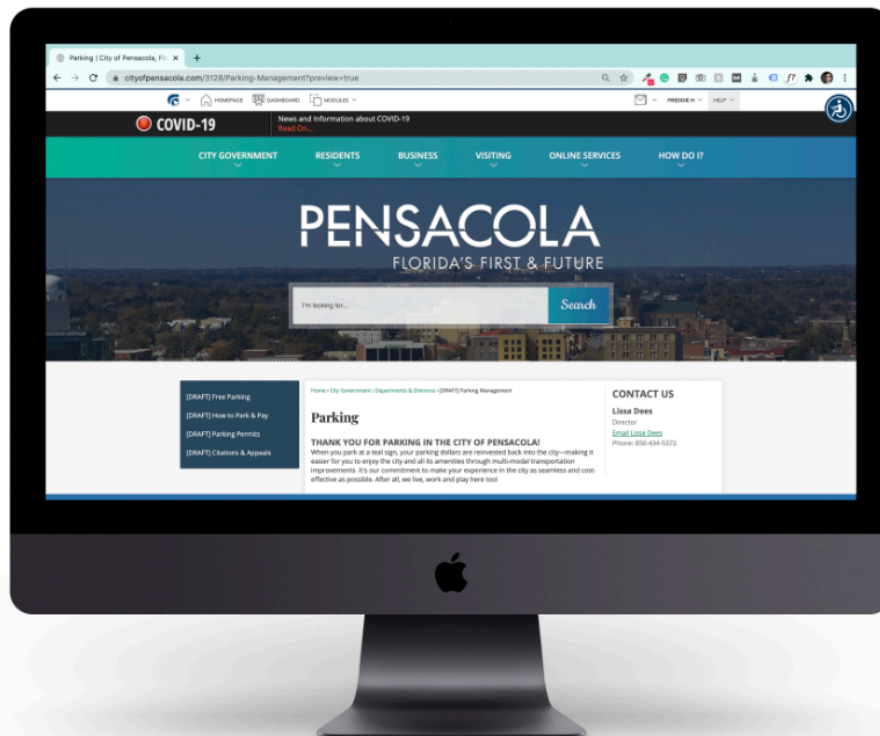 Parking | City of Pensacola, Fl
cityofpensacola.com/3128/Parking-Management?preview=true
HOMEPAGE DASHBOARD MODULES
FREDDIE H HELP
COVID-19
News and Information about COVID-19
Read On...
CITY GOVERNMENT RESIDENTS BUSINESS VISITING ONLINE SERVICES HOW DO I?
PENSACOLA
FLORIDA'S FIRST & FUTURE
I'm looking for...
Search
[DRAFT] Free Parking
[DRAFT] How to Park & Pay
[DRAFT] Parking Permits
[DRAFT] Citations & Appeals
Home › City Government › Departments & Divisions › [DRAFT] Parking Management
Parking
THANK YOU FOR PARKING IN THE CITY OF PENSACOLA!
When you park at a teal sign, your parking dollars are reinvested back into the city—making it
easier for you to enjoy the city and all its amenities through multi-modal transportation
improvements. It's our commitment to make your experience in the city as seamless and cost-
effective as possible. After all, we live, work and play here too!
CONTACT US
Lissa Dees
Director
Email Lissa Dees
Phone: 850-434-5372